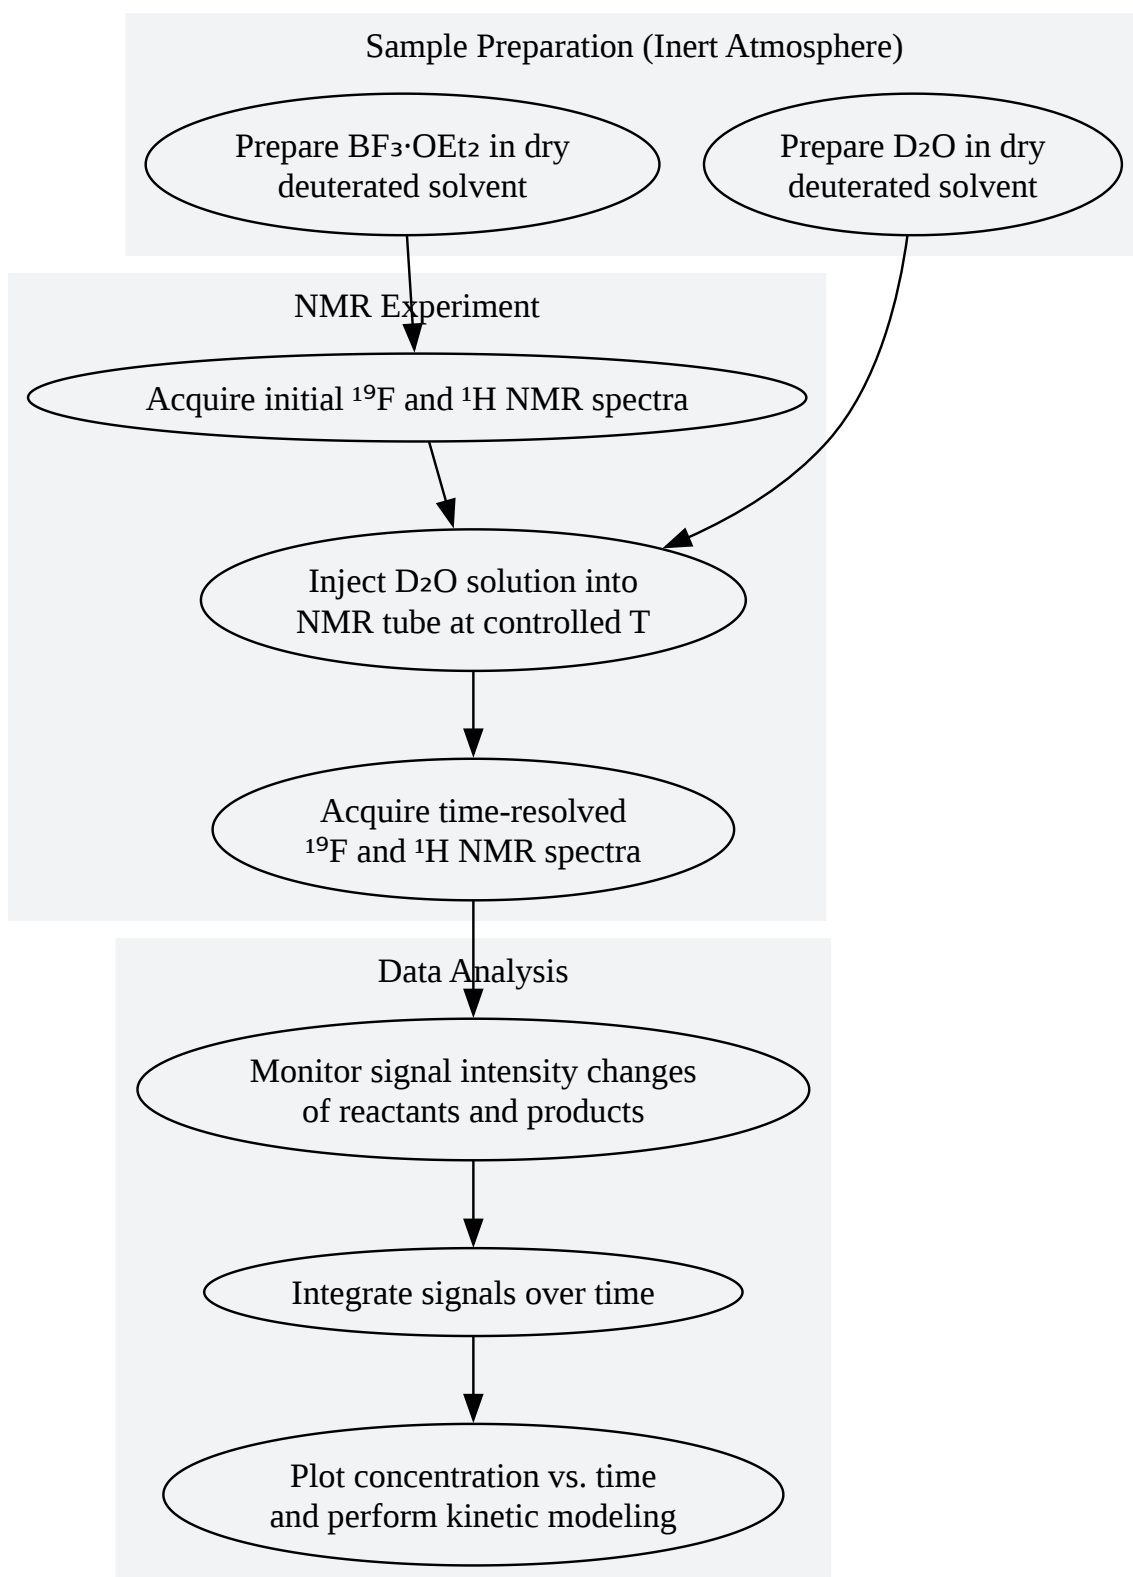 Sample Preparation (Inert Atmosphere)
Prepare BF₃·OEt₂ in dry
deuterated solvent
Prepare D₂O in dry
deuterated solvent
NMR Experiment
Acquire initial ¹⁹F and ¹H NMR spectra
Inject D₂O solution into
NMR tube at controlled T
Acquire time-resolved
¹⁹F and ¹H NMR spectra
Data Analysis
Monitor signal intensity changes
of reactants and products
Integrate signals over time
Plot concentration vs. time
and perform kinetic modeling